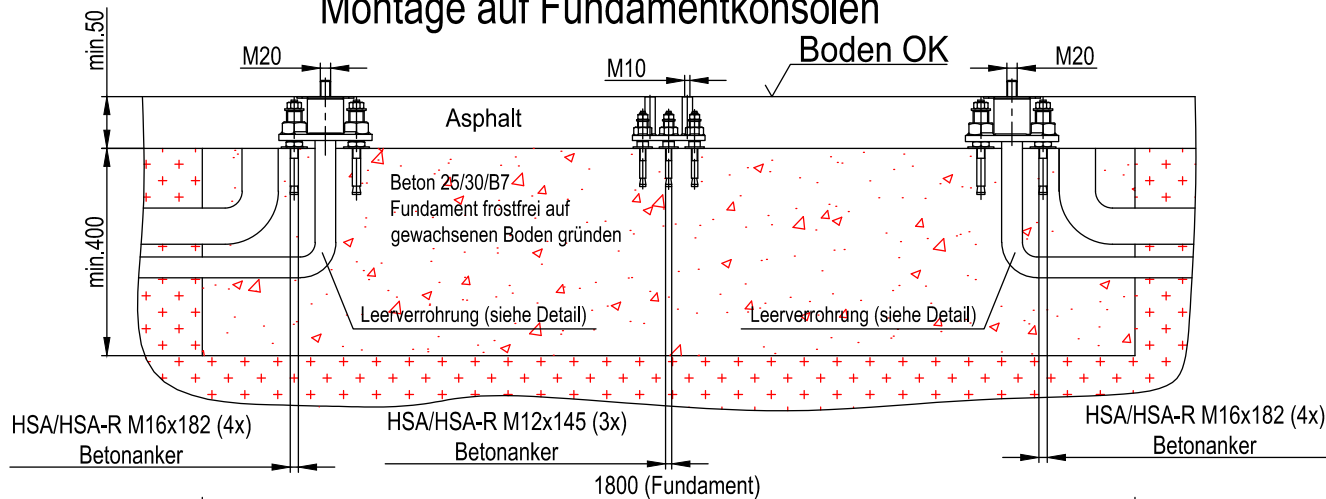 Montage auf Fundamentkonsolen
min.50
M20
M10
Boden OK
M20
Asphalt
Beton 25/30/B7
Fundament frostfrei auf
gewachsenen Boden gründen
min.400
Leerverrohrung (siehe Detail)
Leerverrohrung (siehe Detail)
HSA/HSA-R M16x182 (4x)
Betonanker
HSA/HSA-R M12x145 (3x)
Betonanker
HSA/HSA-R M16x182 (4x)
Betonanker
1800 (Fundament)